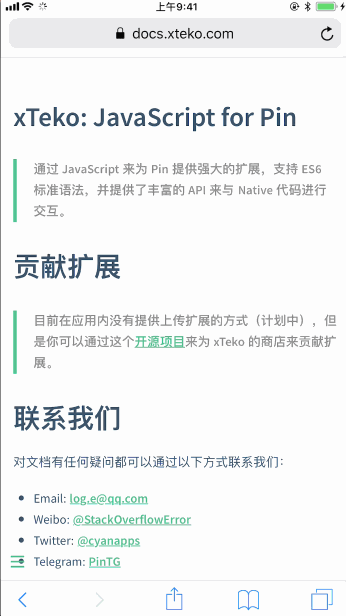 上午9:41
docs.xteko.com
xTeko: JavaScript for Pin
通过 JavaScript 来为 Pin 提供强大的扩展，支持 ES6
标准语法，并提供了丰富的 API 来与 Native 代码进行
交互。
贡献扩展
目前在应用内没有提供上传扩展的方式（计划中），但
是你可以通过这个开源项目来为 xTeko 的商店来贡献扩
展。
联系我们
对文档有任何疑问都可以通过以下方式联系我们：
Email: log.e@qq.com
Weibo: @StackOverflowError
Twitter: @cyanapps
Telegram: PinTG